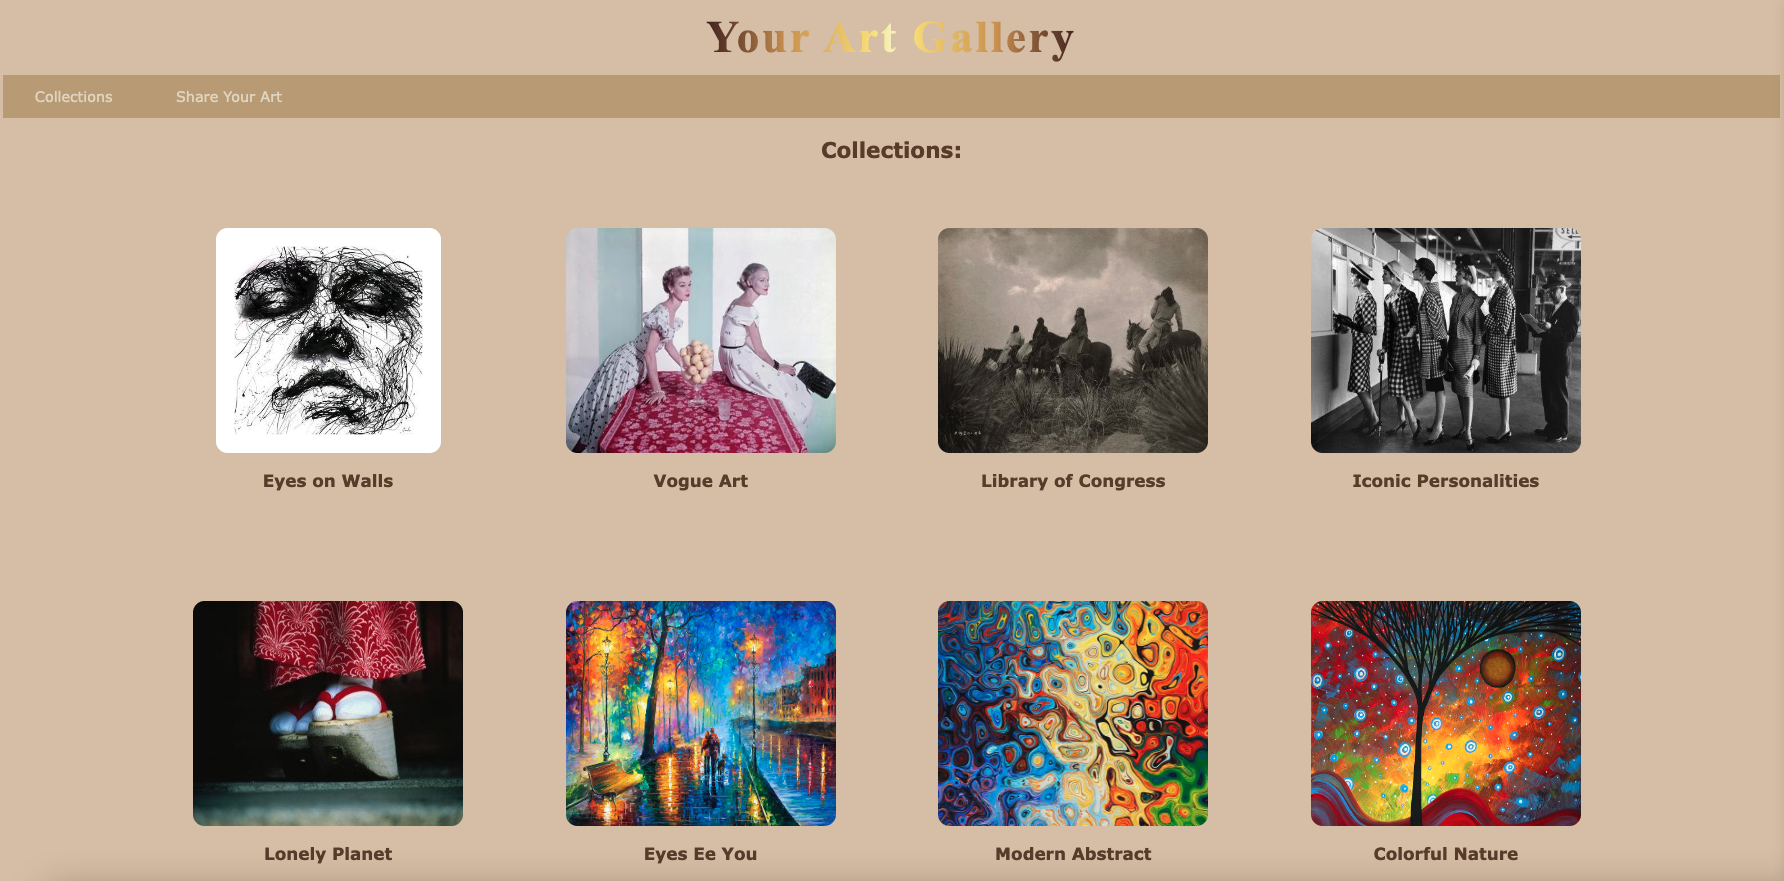 Your Art Gallery
Collections
Share Your Art
Collections:
SELF
Eyes on Walls
Vogue Art
Library of Congress
Iconic Personalities
Lonely Planet
Eyes Ee You
Modern Abstract
Colorful Nature